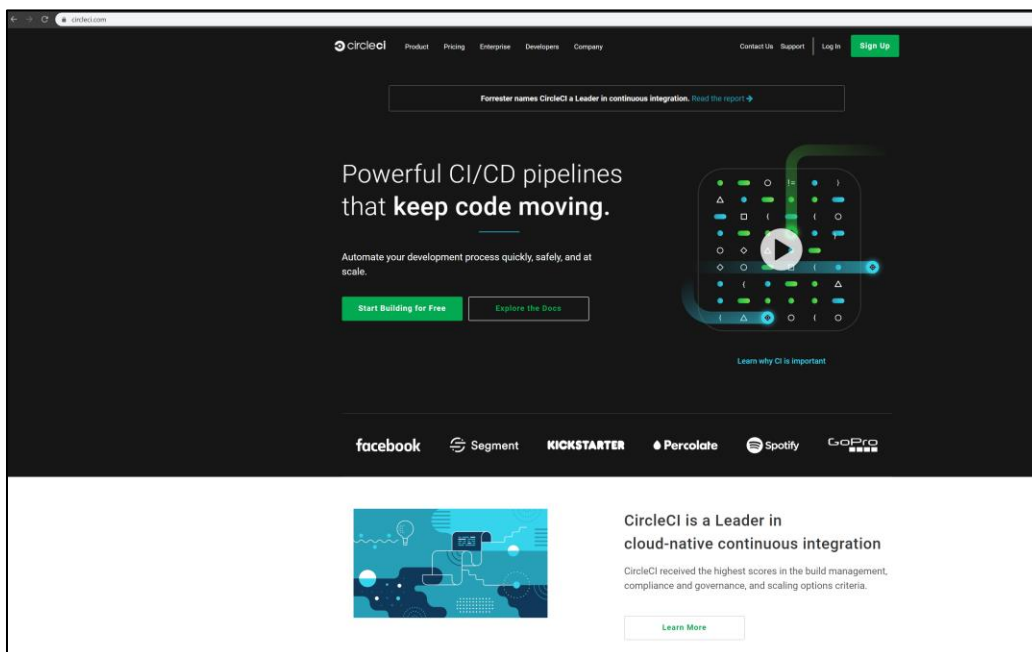 circleci.com
circleci Product Pricing Enterprise Developers Company Contact Us Support Log In Sign Up
Forrester names CircleCI a Leader in continuous integration. Read the report →
Powerful CI/CD pipelines
that keep code moving.
Automate your development process quickly, safely, and at
scale.
Start Building for Free Explore the Docs
Learn why CI is important
facebook Segment KICKSTARTER Percolate Spotify GoPro
CircleCI is a Leader in
cloud-native continuous integration
CircleCI received the highest scores in the build management,
compliance and governance, and scaling options criteria.
Learn More